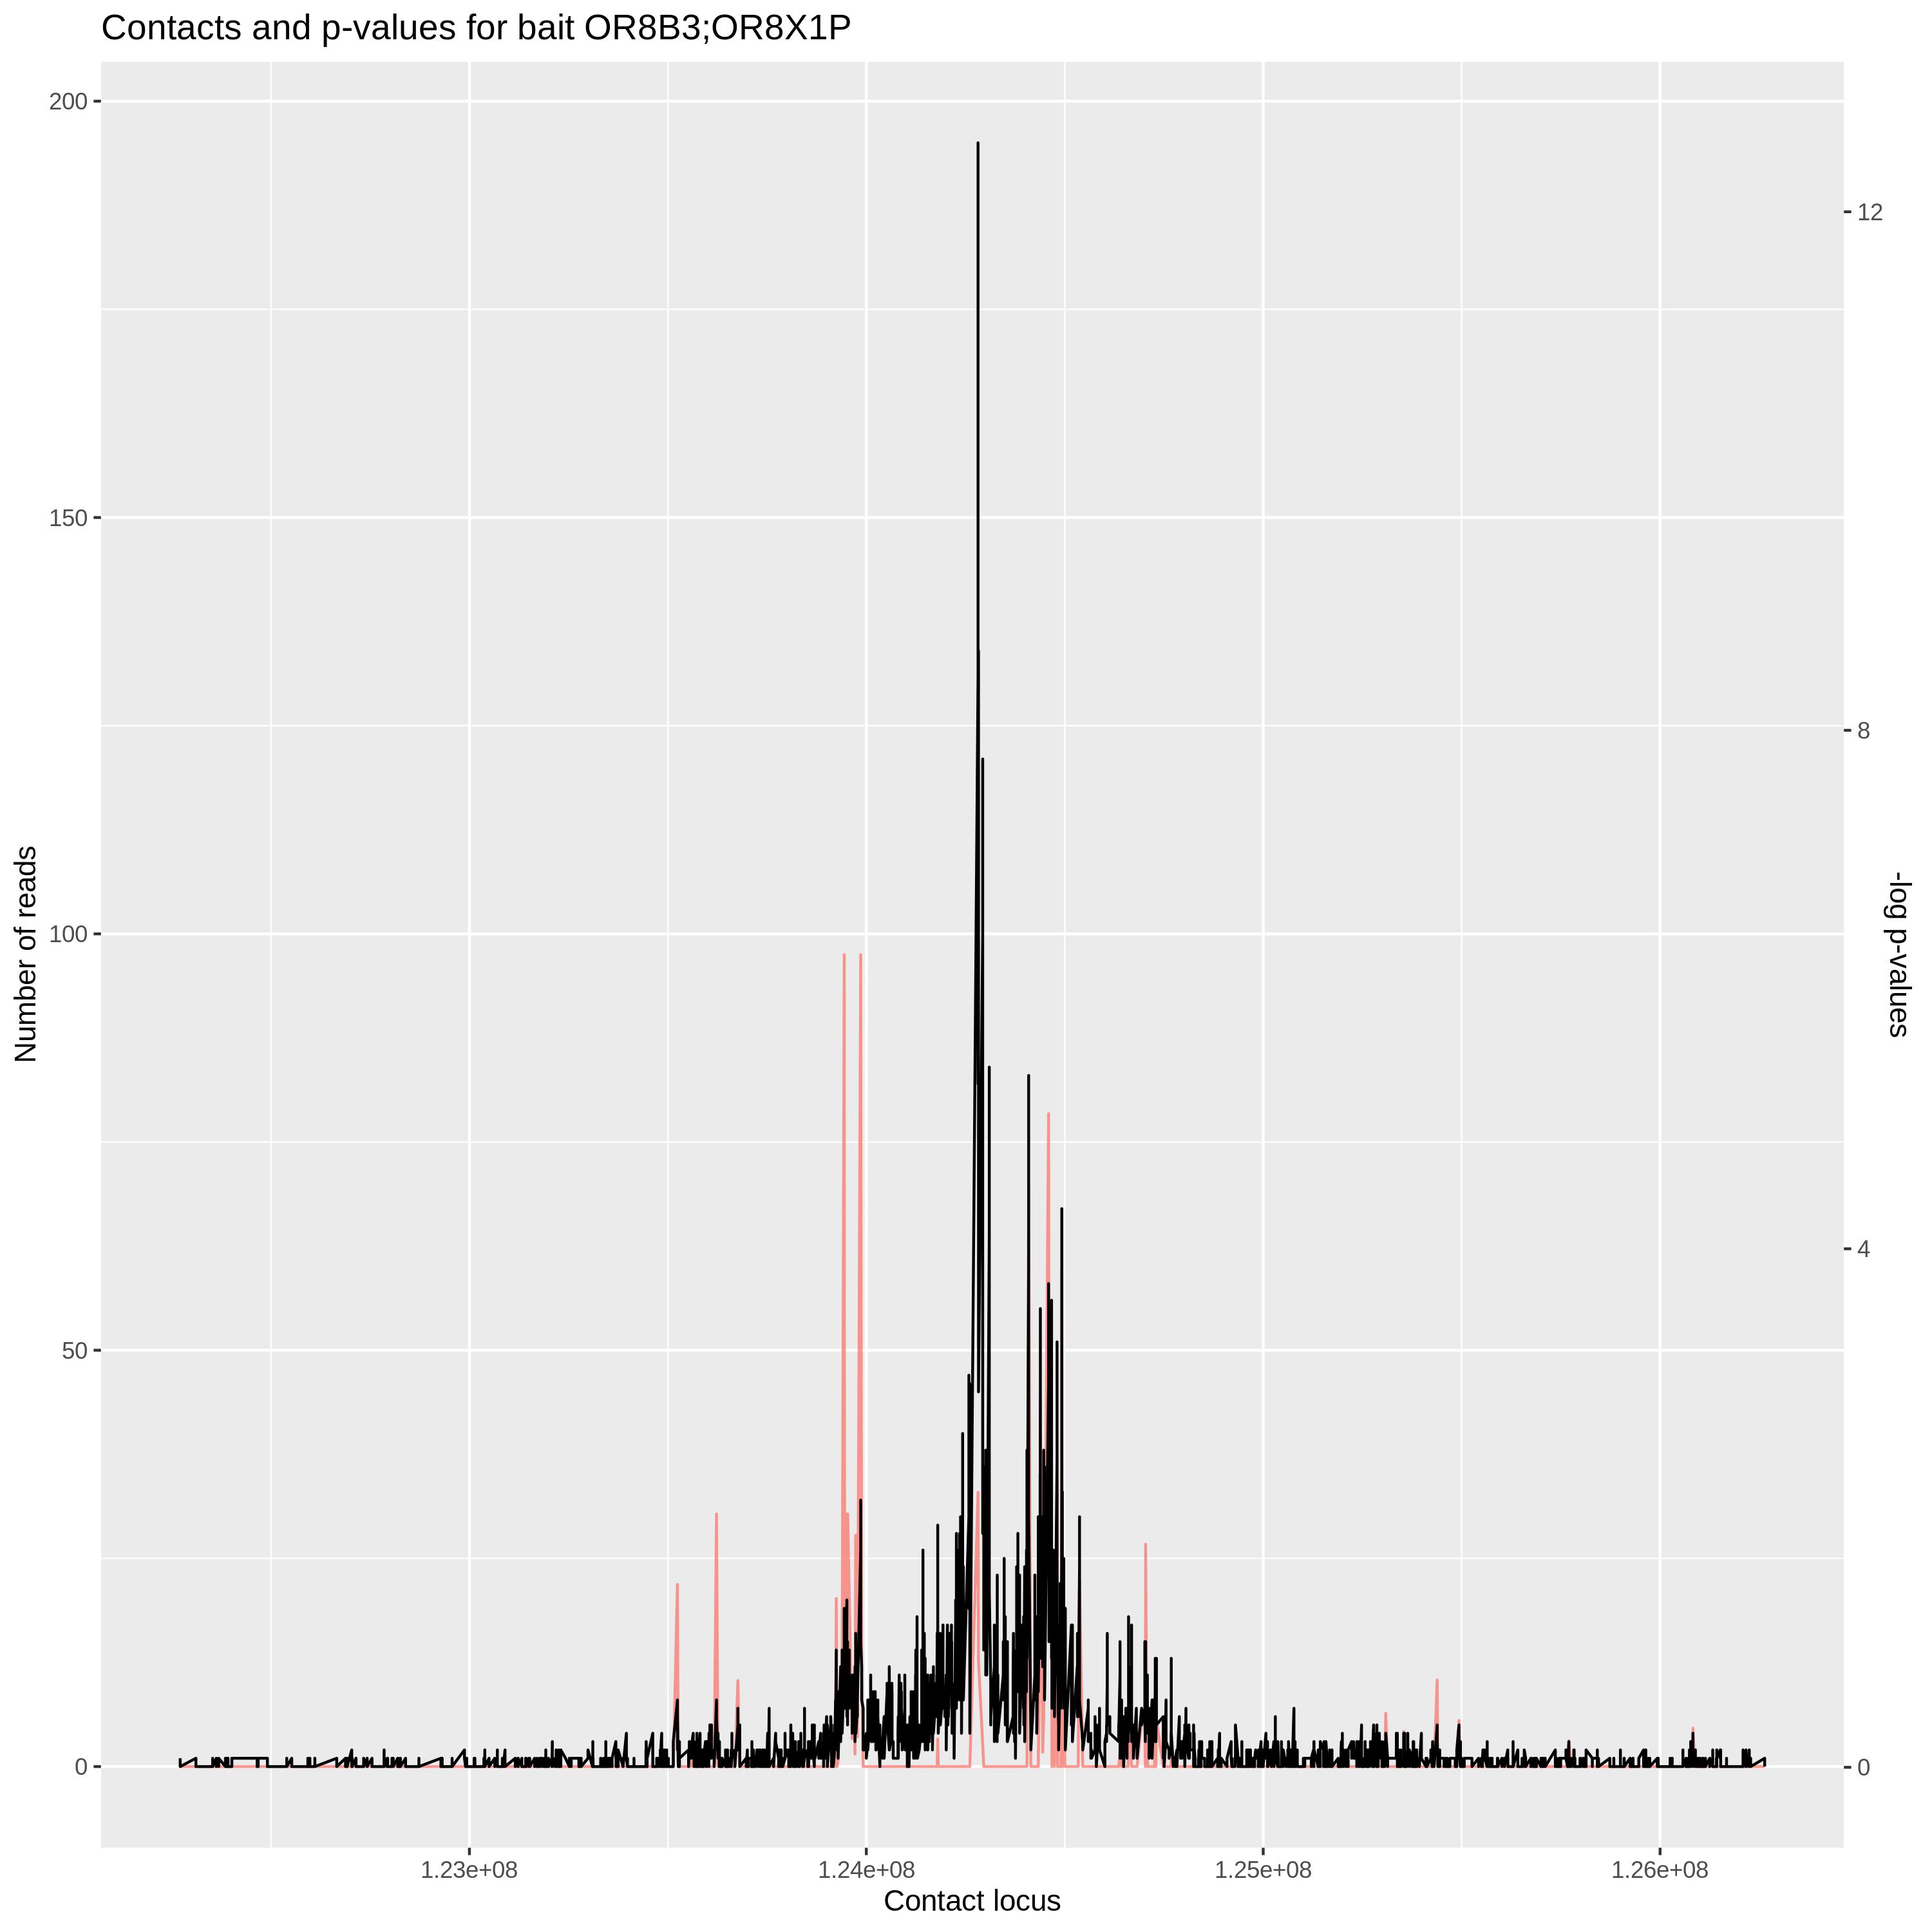 Contacts and p-values for bait OR8B3;OR8X1P
200
150
100
50
0
Number of reads
12
8
4
0
-log p-values
1.23e+08
1.24e+08
1.25e+08
1.26e+08
Contact locus